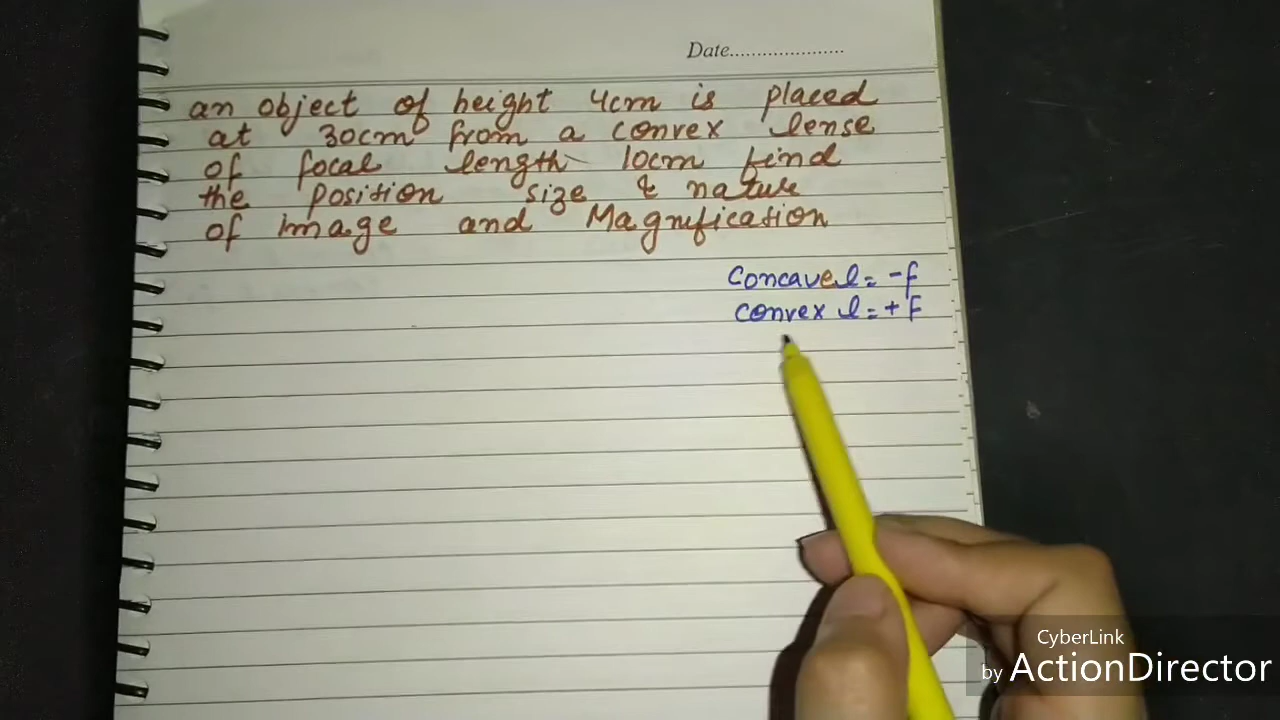 Date.....................
an object of height 4cm is placed
at 30cm from a convex lense
of focal length 10cm find
the position size & nature
of image and Magnification
Concave l = -f
convex l = + F
CyberLink
by ActionDirector